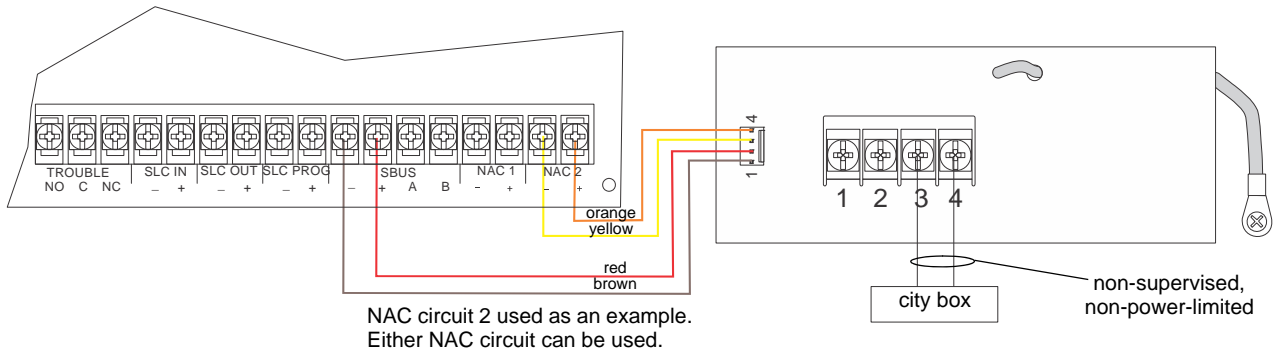 TROUBLE SLC IN SLC OUT SLC PROG SBUS NAC 1 NAC 2
NO C NC – + – + – + – + A B – + – +
4
1
1 2 3 4
orange
yellow
red
brown
city box
non-supervised,
non-power-limited
NAC circuit 2 used as an example.
Either NAC circuit can be used.